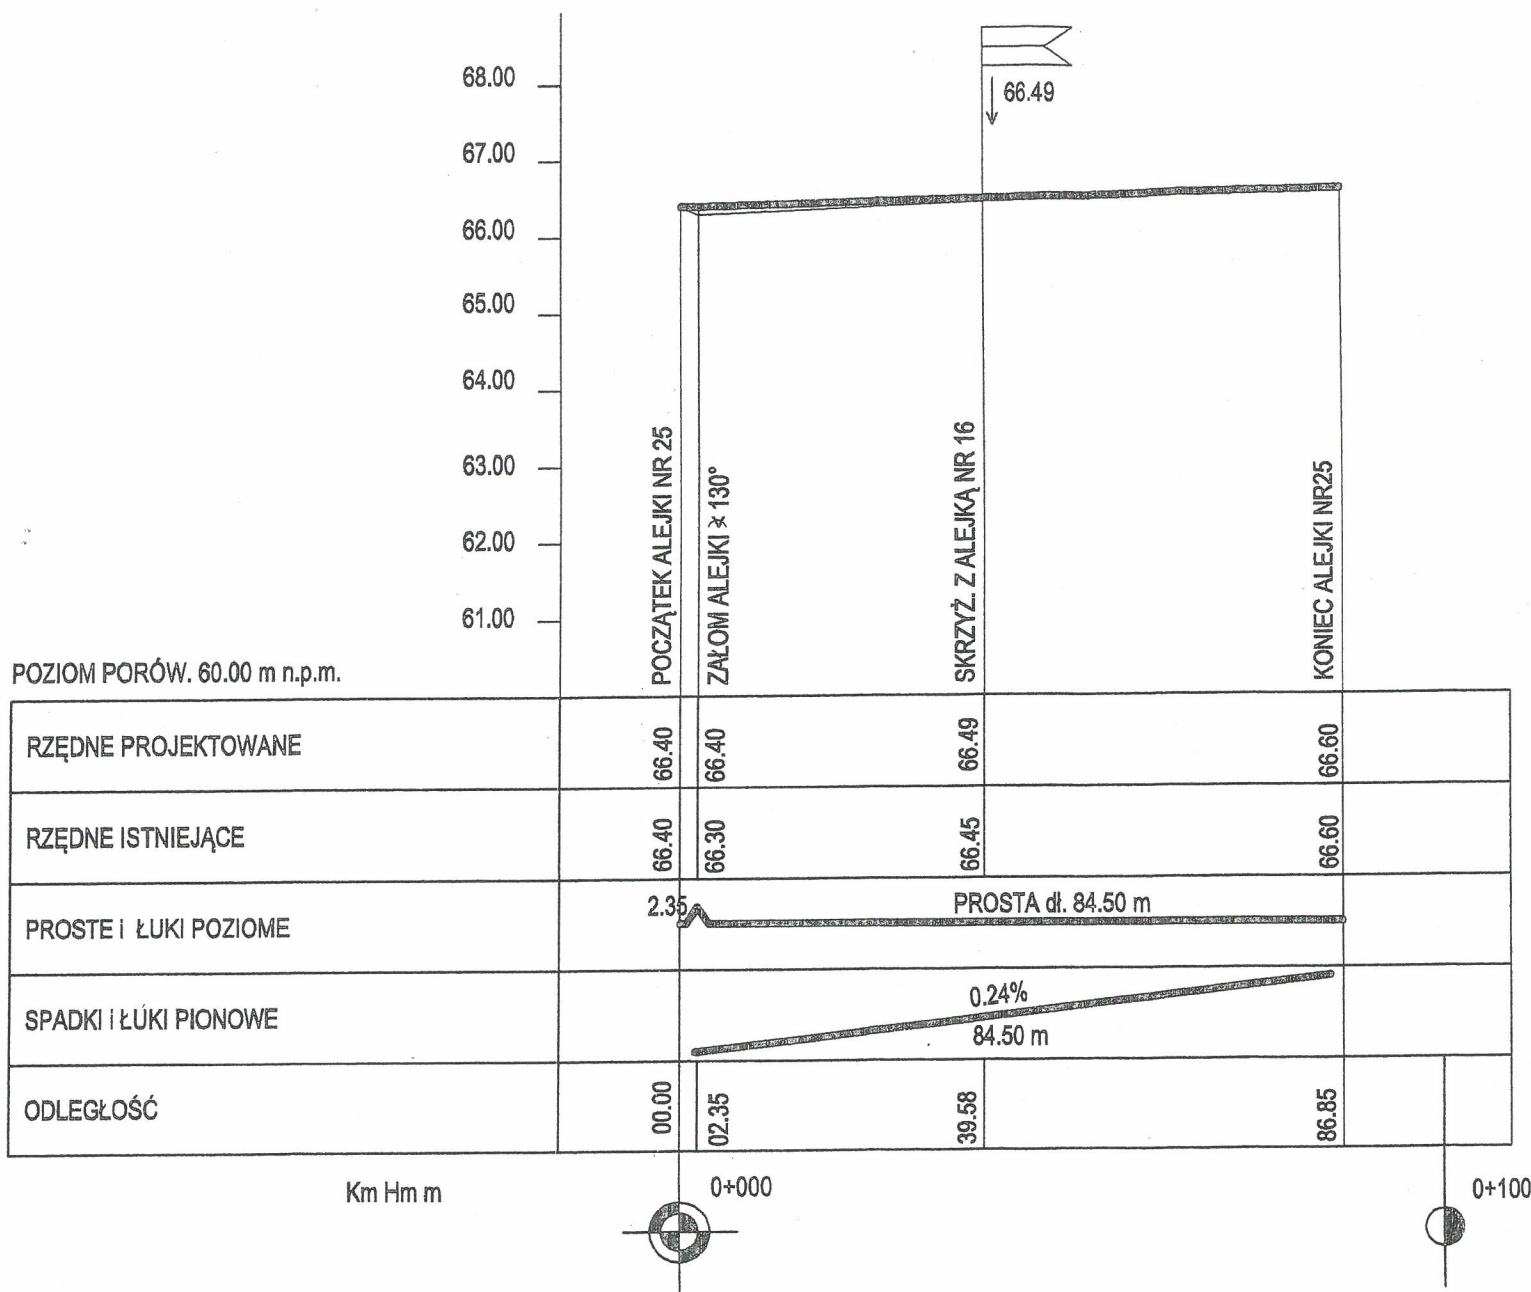 68.00
67.00
66.00
65.00
64.00
63.00
62.00
61.00
66.49
POCZĄTEK ALEJKI NR 25
ZAŁOM ALEJKI ∡ 130°
SKRZYŻ. Z ALEJKĄ NR 16
KONIEC ALEJKI NR25
POZIOM PORÓW. 60.00 m n.p.m.
RZĘDNE PROJEKTOWANE 66.40 66.40 66.49 66.60
RZĘDNE ISTNIEJĄCE 66.40 66.30 66.45 66.60
PROSTE i ŁUKI POZIOME 2.35 PROSTA dł. 84.50 m
SPADKI i ŁUKI PIONOWE 0.24%
84.50 m
ODLEGŁOŚĆ 00.00 02.35 39.58 86.85
Km Hm m 0+000 0+100